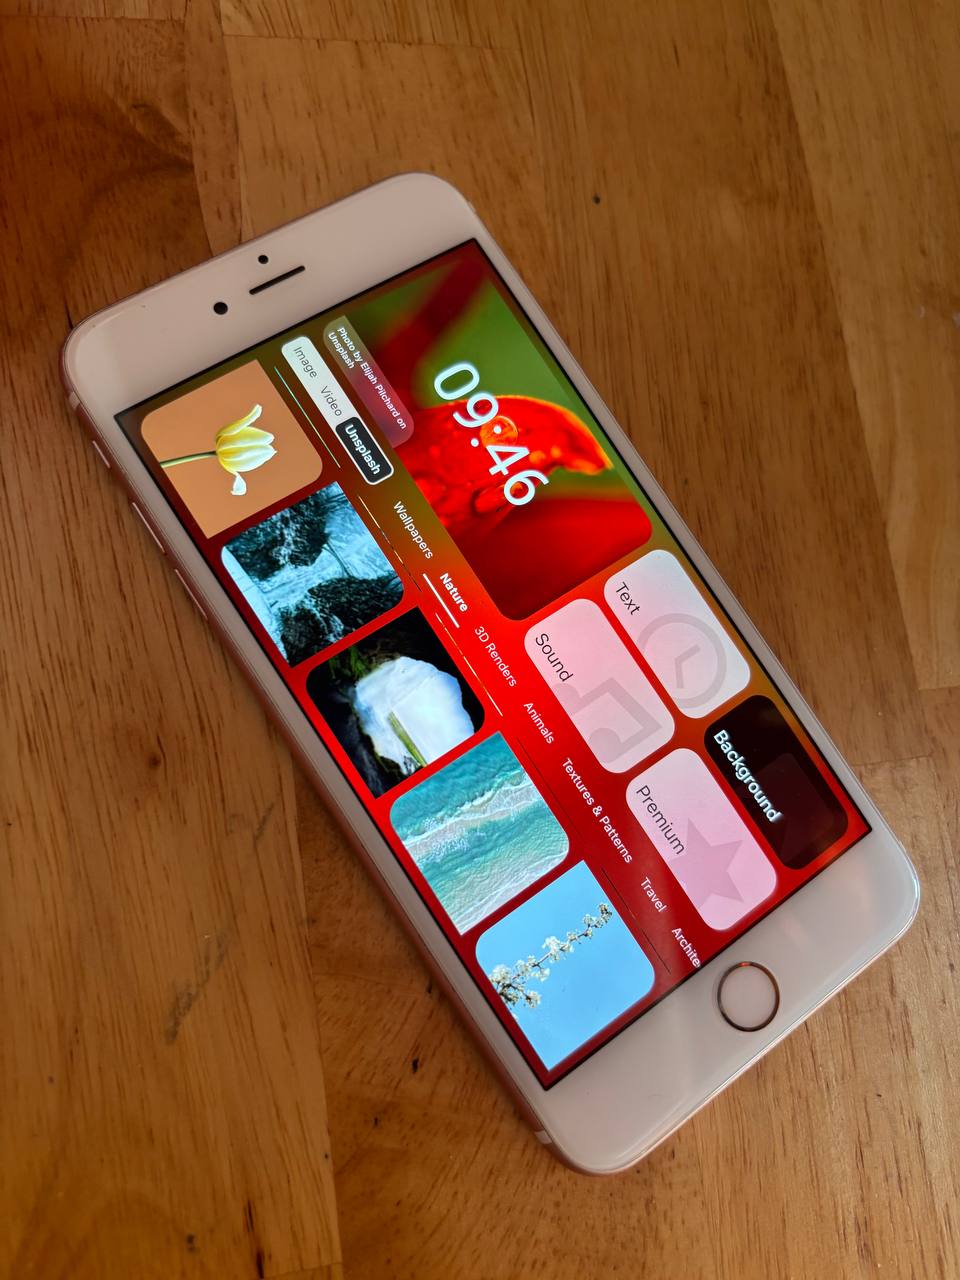 09:46
Photo by Elijah Pilchard on
Unsplash
Text
Background
Sound
Premium
Image Video Unsplash
Wallpapers Nature 3D Renders Animals Textures & Patterns Travel Archite